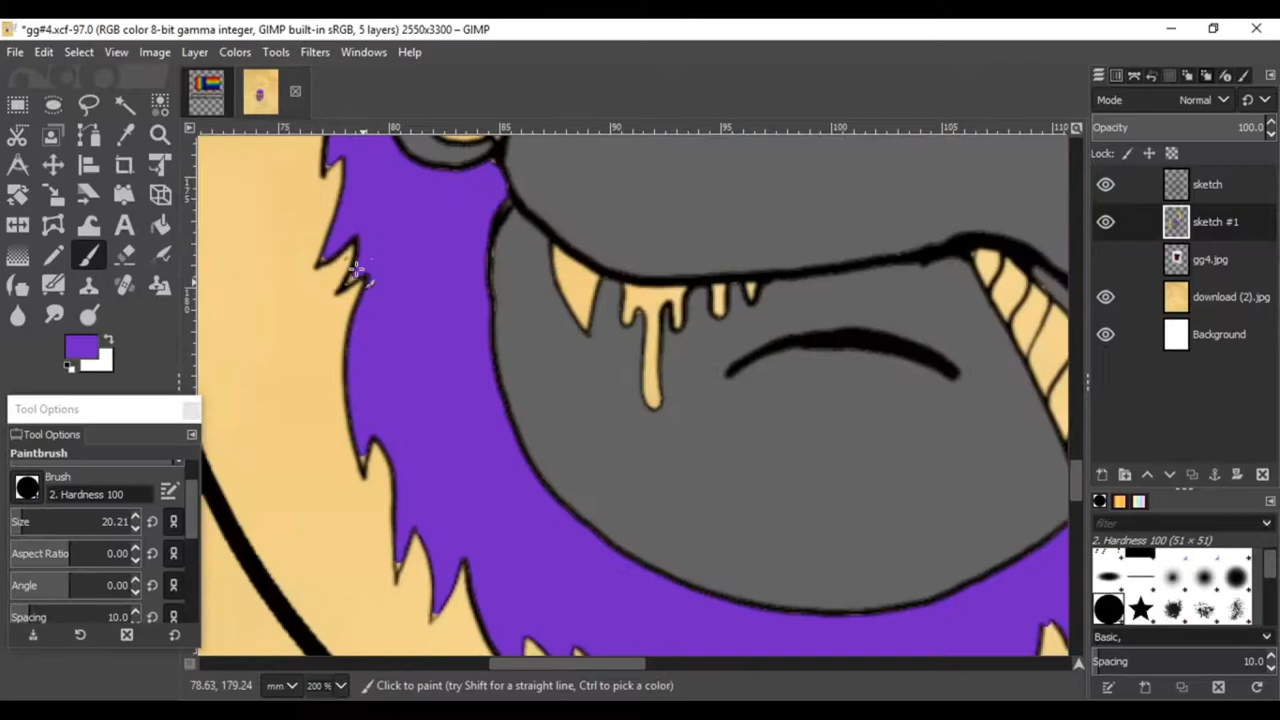 *gg#4.xcf-97.0 (RGB color 8-bit gamma integer, GIMP built-in sRGB, 5 layers) 2550x3300 – GIMP
File Edit Select View Image Layer Colors Tools Filters Windows Help
Mode Normal
Opacity 100.0
Lock:
75 80 85 90 95 100 105 110
175
180
sketch
sketch #1
gg4.jpg
download (2).jpg
Background
Tool Options
Tool Options
Paintbrush
Brush
2. Hardness 100
Size 20.21
Aspect Ratio 0.00
Angle 0.00
Spacing 10.0
filter
2. Hardness 100 (51 × 51)
Basic,
Spacing 10.0
78.63, 179.24 mm 200 % Click to paint (try Shift for a straight line, Ctrl to pick a color)